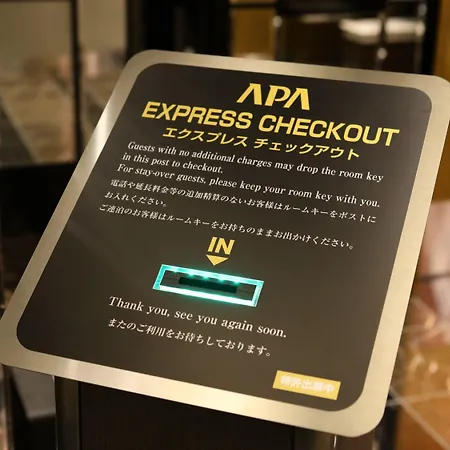 APA
EXPRESS CHECKOUT
エクスプレス チェックアウト
Guests with no additional charges may drop the room key
in this post to checkout.
For stay-over guests, please keep your room key with you.
電話や延長料金等の追加精算のないお客様はルームキーをポストに
お入れください。
ご連泊のお客様はルームキーをお持ちのままお出かけください。
IN
Thank you, see you again soon.
またのご利用をお待ちしております。
特許出願中